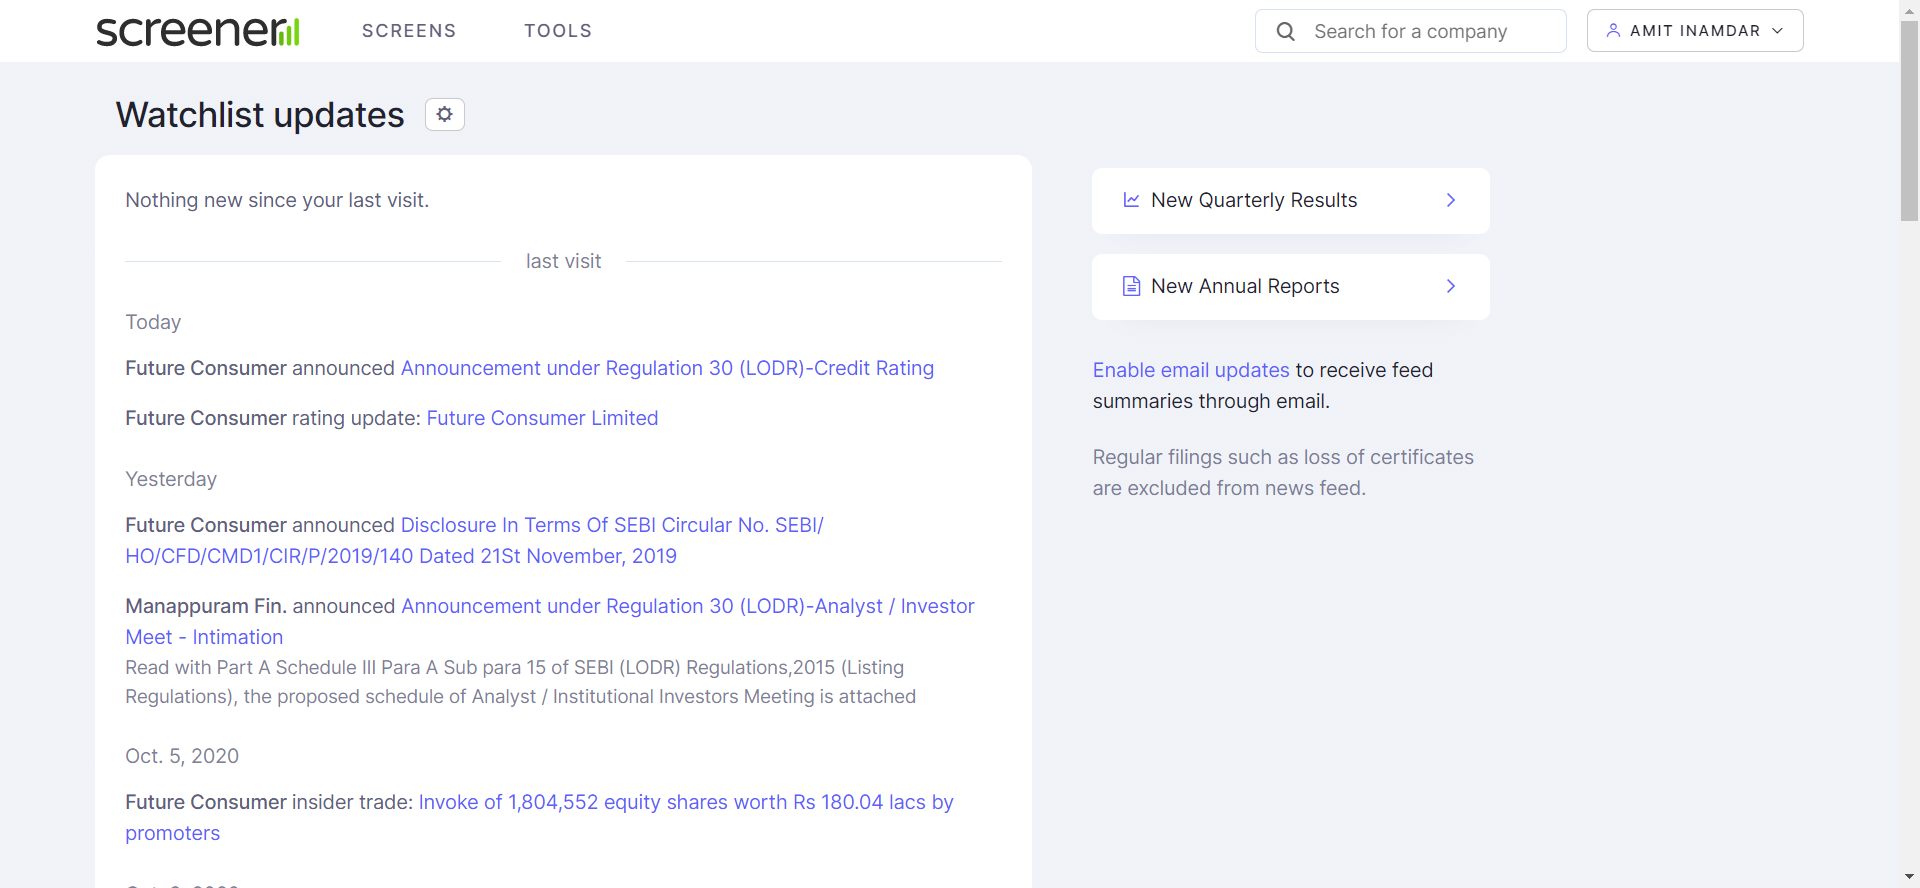 screener
SCREENS
TOOLS
Search for a company
AMIT INAMDAR
Watchlist updates
Nothing new since your last visit.
last visit
Today
Future Consumer announced Announcement under Regulation 30 (LODR)-Credit Rating
Future Consumer rating update: Future Consumer Limited
Yesterday
Future Consumer announced Disclosure In Terms Of SEBI Circular No. SEBI/
HO/CFD/CMD1/CIR/P/2019/140 Dated 21St November, 2019
Manappuram Fin. announced Announcement under Regulation 30 (LODR)-Analyst / Investor
Meet - Intimation
Read with Part A Schedule III Para A Sub para 15 of SEBI (LODR) Regulations,2015 (Listing
Regulations), the proposed schedule of Analyst / Institutional Investors Meeting is attached
Oct. 5, 2020
Future Consumer insider trade: Invoke of 1,804,552 equity shares worth Rs 180.04 lacs by
promoters
New Quarterly Results
New Annual Reports
Enable email updates to receive feed
summaries through email.
Regular filings such as loss of certificates
are excluded from news feed.